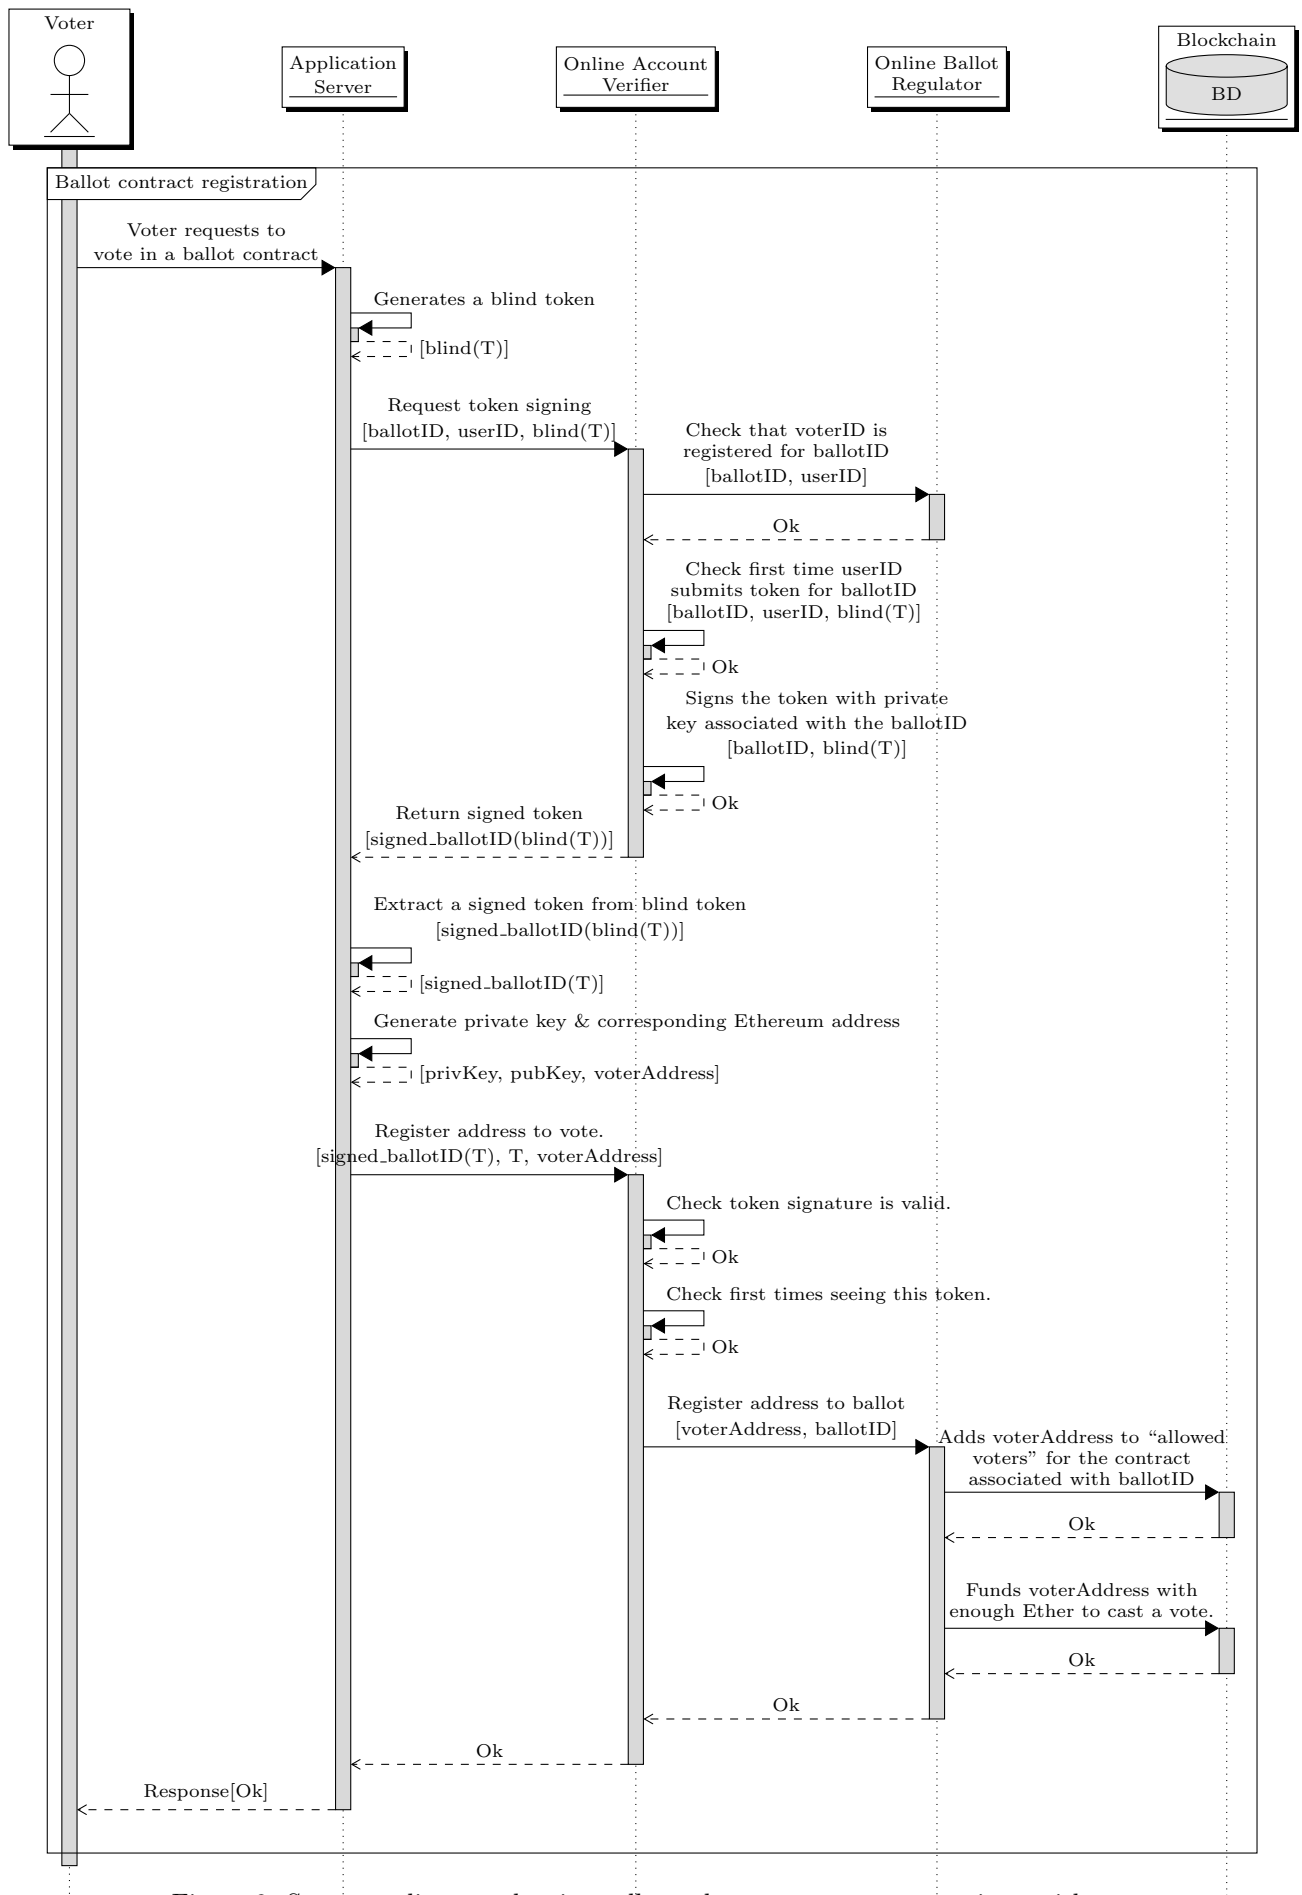 Voter
Application
Server
Online Account
Verifier
Online Ballot
Regulator
Blockchain
BD
Ballot contract registration
Voter requests to
vote in a ballot contract
Generates a blind token
[blind(T)]
Request token signing
[ballotID, userID, blind(T)]
Check that voterID is
registered for ballotID
[ballotID, userID]
Ok
Check first time userID
submits token for ballotID
[ballotID, userID, blind(T)]
Ok
Signs the token with private
key associated with the ballotID
[ballotID, blind(T)]
Ok
Return signed token
[signed_ballotID(blind(T))]
Extract a signed token from blind token
[signed_ballotID(blind(T))]
[signed_ballotID(T)]
Generate private key & corresponding Ethereum address
[privKey, pubKey, voterAddress]
Register address to vote.
[signed_ballotID(T), T, voterAddress]
Check token signature is valid.
Ok
Check first times seeing this token.
Ok
Register address to ballot
[voterAddress, ballotID]
Adds voterAddress to “allowed
voters” for the contract
associated with ballotID
Ok
Funds voterAddress with
enough Ether to cast a vote.
Ok
Ok
Ok
Response[Ok]